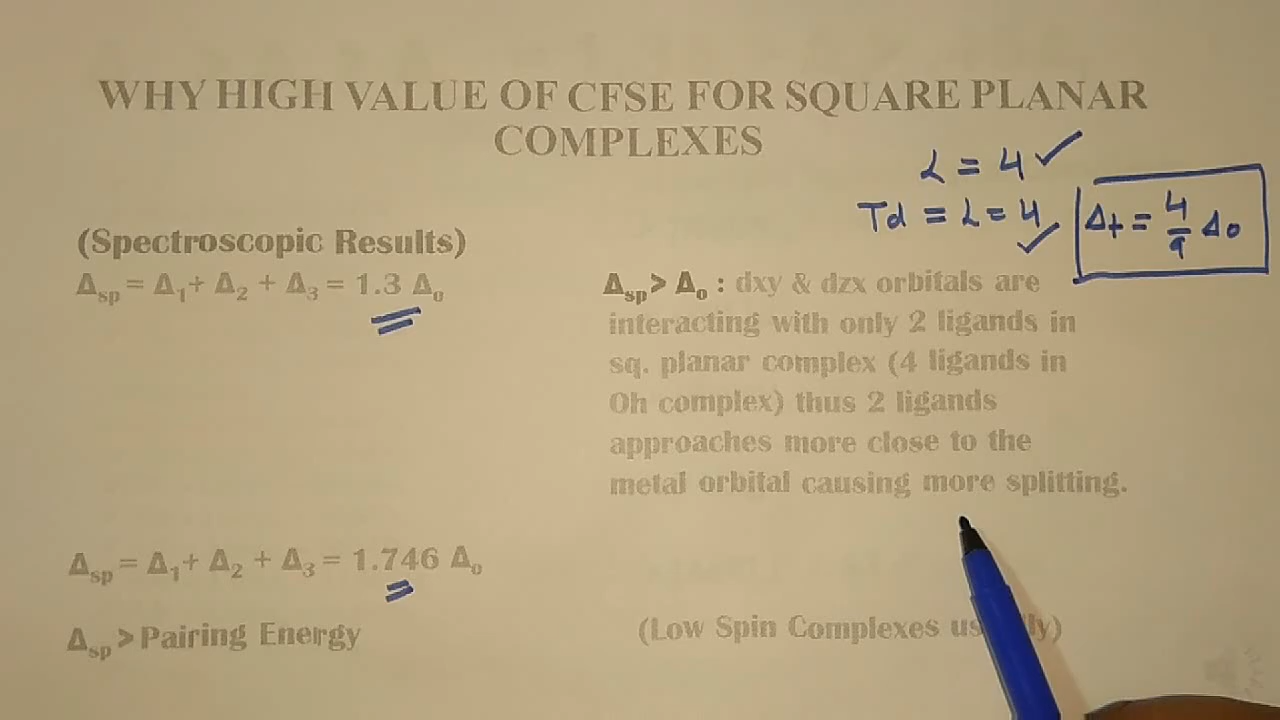 WHY HIGH VALUE OF CFSE FOR SQUARE PLANAR
COMPLEXES
L = 4 ✓
Td = L = 4 ✓
Δt = 4/9 Δo
(Spectroscopic Results)
Δsp = Δ1+ Δ2 + Δ3 = 1.3 Δo
Δsp > Δo : dxy & dzx orbitals are
interacting with only 2 ligands in
sq. planar complex (4 ligands in
Oh complex) thus 2 ligands
approaches more close to the
metal orbital causing more splitting.
Δsp = Δ1+ Δ2 + Δ3 = 1.746 Δo
Δsp > Pairing Energy
(Low Spin Complexes